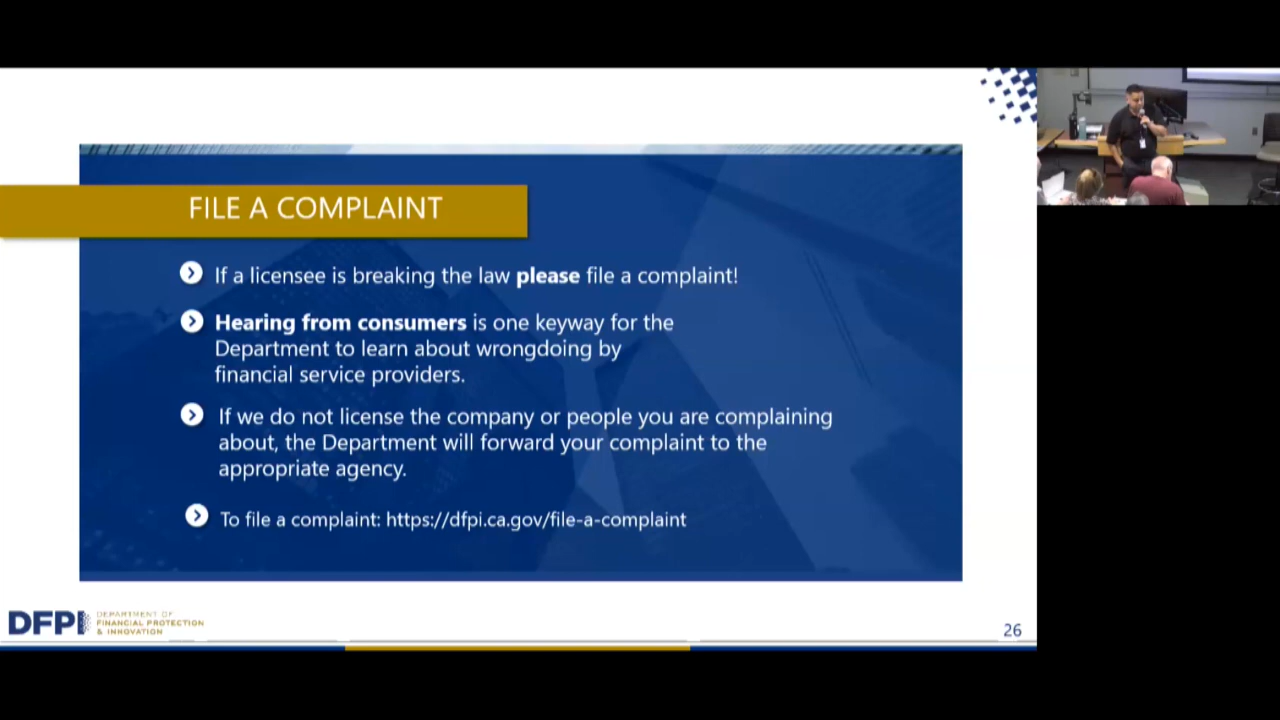 FILE A COMPLAINT
If a licensee is breaking the law please file a complaint!
Hearing from consumers is one keyway for the
Department to learn about wrongdoing by
financial service providers.
If we do not license the company or people you are complaining
about, the Department will forward your complaint to the
appropriate agency.
To file a complaint: https://dfpi.ca.gov/file-a-complaint
DFPI
DEPARTMENT OF
FINANCIAL PROTECTION
& INNOVATION
26